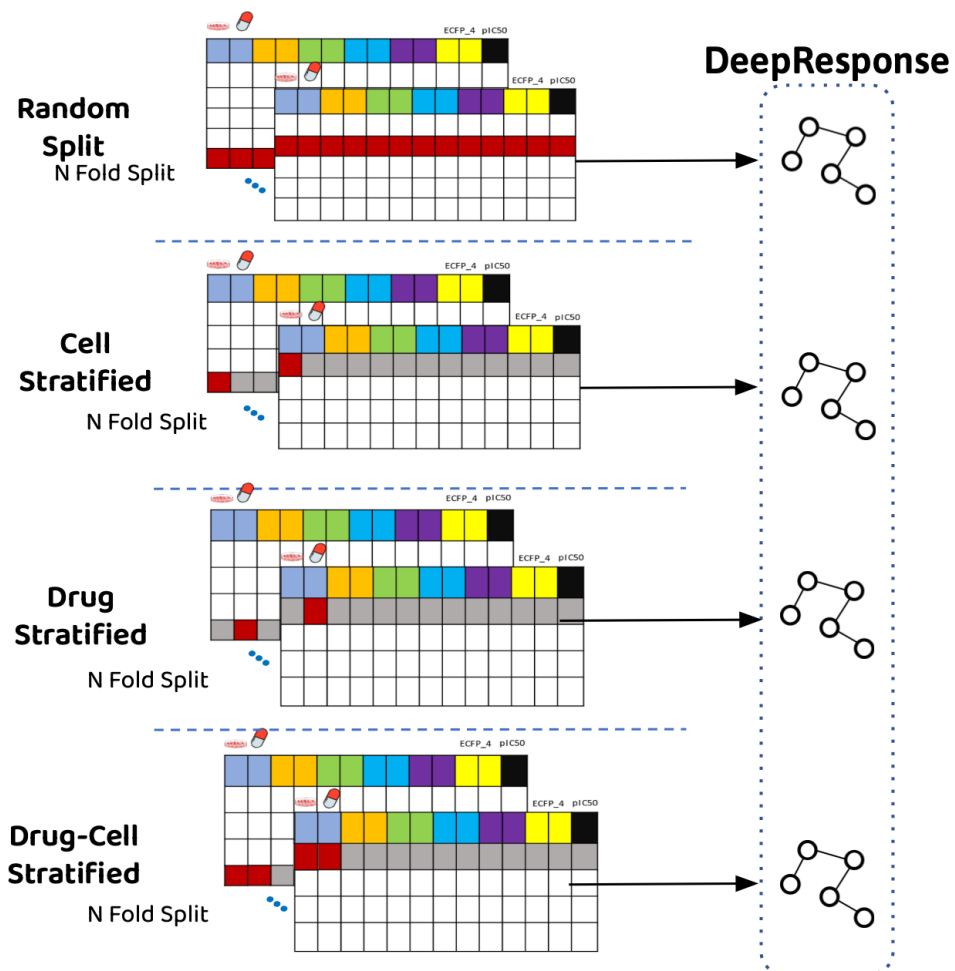 ECFP_4 pIC50
ECFP_4 pIC50
DeepResponse
Random
Split
N Fold Split
ECFP_4 pIC50
ECFP_4 pIC50
Cell
Stratified
N Fold Split
ECFP_4 pIC50
ECFP_4 pIC50
Drug
Stratified
N Fold Split
ECFP_4 pIC50
ECFP_4 pIC50
Drug-Cell
Stratified
N Fold Split